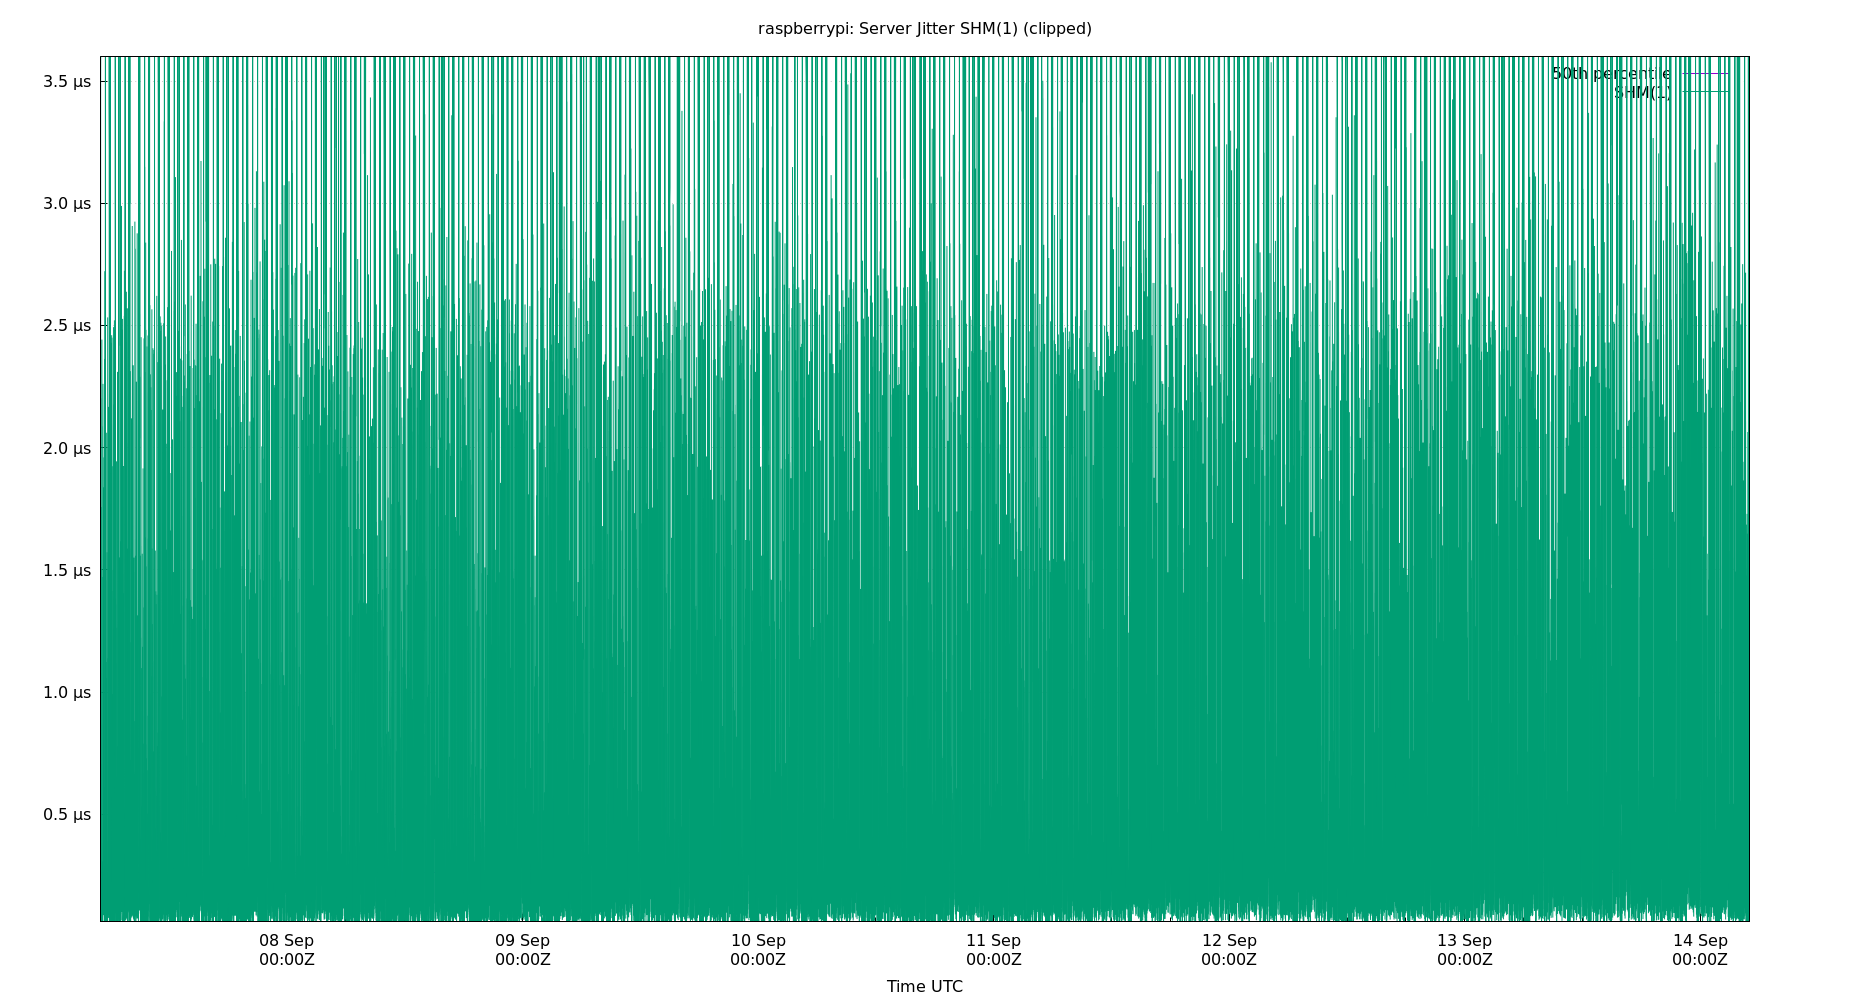 raspberrypi: Server Jitter SHM(1) (clipped)
3.5 µs
50th percentile
SHM(1)
3.0 µs
2.5 µs
2.0 µs
1.5 µs
1.0 µs
0.5 µs
08 Sep 09 Sep 10 Sep 11 Sep 12 Sep 13 Sep 14 Sep
00:00Z 00:00Z 00:00Z 00:00Z 00:00Z 00:00Z 00:00Z
Time UTC